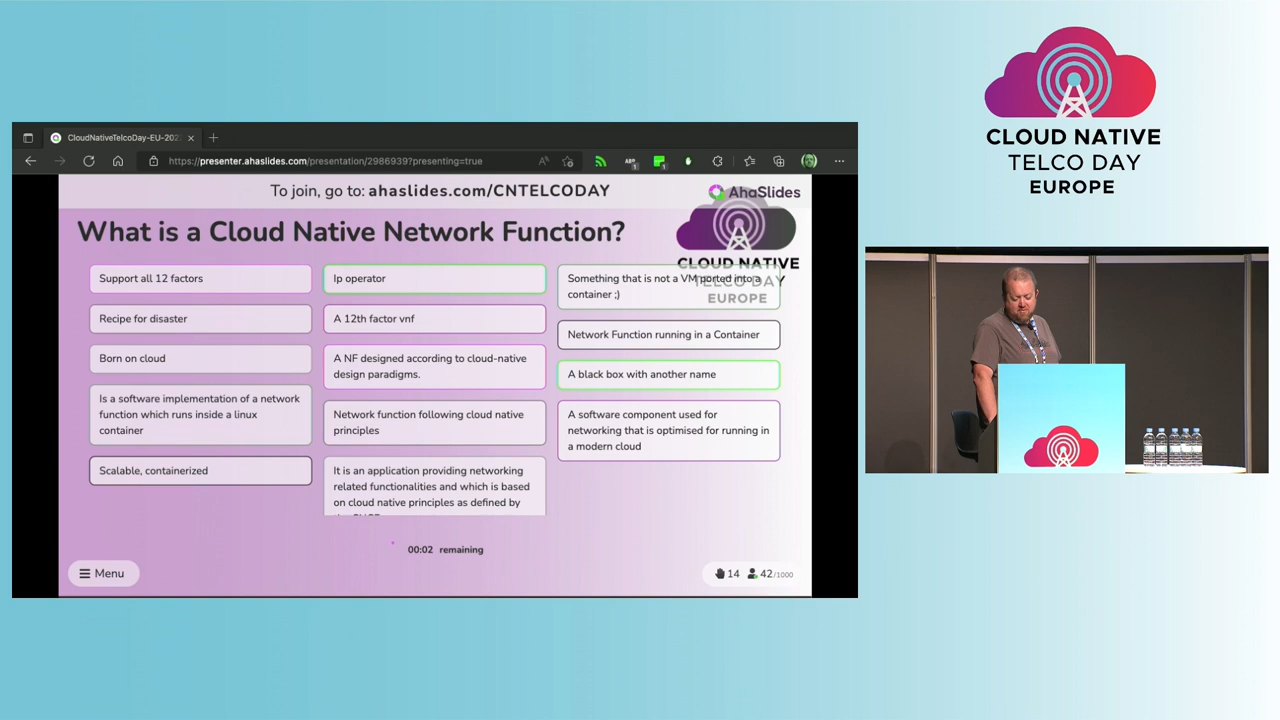 CLOUD NATIVE
TELCO DAY
EUROPE
CloudNativeTelcoDay-EU-202
https://presenter.ahaslides.com/presentation/2986939?presenting=true
To join, go to: ahaslides.com/CNTELCODAY
AhaSlides
What is a Cloud Native Network Function?
CLOUD NATIVE
TELCO DAY
EUROPE
Support all 12 factors
Recipe for disaster
Born on cloud
Is a software implementation of a network
function which runs inside a linux
container
Scalable, containerized
Ip operator
A 12th factor vnf
A NF designed according to cloud-native
design paradigms.
Network function following cloud native
principles
It is an application providing networking
related functionalities and which is based
on cloud native principles as defined by
Something that is not a VM ported into a
container ;)
Network Function running in a Container
A black box with another name
A software component used for
networking that is optimised for running in
a modern cloud
00:02 remaining
Menu
14 42/1000